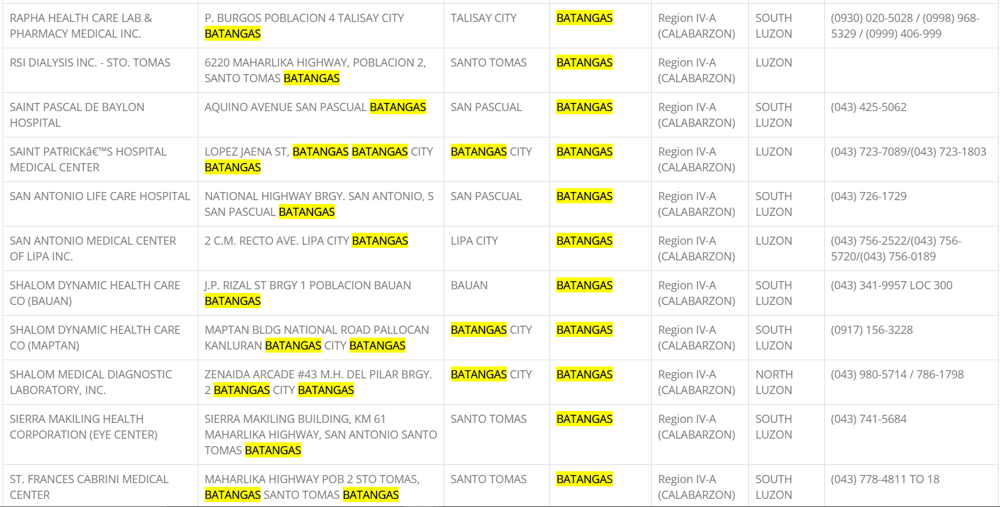 RAPHA HEALTH CARE LAB &
PHARMACY MEDICAL INC.
P. BURGOS POBLACION 4 TALISAY CITY
BATANGAS
TALISAY CITY
BATANGAS
Region IV-A
(CALABARZON)
SOUTH
LUZON
(0930) 020-5028 / (0998) 968-
5329 / (0999) 406-999
RSI DIALYSIS INC. - STO. TOMAS
6220 MAHARLIKA HIGHWAY, POBLACION 2,
SANTO TOMAS BATANGAS
SANTO TOMAS
BATANGAS
Region IV-A
(CALABARZON)
LUZON
SAINT PASCAL DE BAYLON
HOSPITAL
AQUINO AVENUE SAN PASCUAL BATANGAS
SAN PASCUAL
BATANGAS
Region IV-A
(CALABARZON)
SOUTH
LUZON
(043) 425-5062
SAINT PATRICKâ€™S HOSPITAL
MEDICAL CENTER
LOPEZ JAENA ST, BATANGAS BATANGAS CITY
BATANGAS
BATANGAS CITY
BATANGAS
Region IV-A
(CALABARZON)
LUZON
(043) 723-7089/(043) 723-1803
SAN ANTONIO LIFE CARE HOSPITAL
NATIONAL HIGHWAY BRGY. SAN ANTONIO, S
SAN PASCUAL BATANGAS
SAN PASCUAL
BATANGAS
Region IV-A
(CALABARZON)
SOUTH
LUZON
(043) 726-1729
SAN ANTONIO MEDICAL CENTER
OF LIPA INC.
2 C.M. RECTO AVE. LIPA CITY BATANGAS
LIPA CITY
BATANGAS
Region IV-A
(CALABARZON)
LUZON
(043) 756-2522/(043) 756-
5720/(043) 756-0189
SHALOM DYNAMIC HEALTH CARE
CO (BAUAN)
J.P. RIZAL ST BRGY 1 POBLACION BAUAN
BATANGAS
BAUAN
BATANGAS
Region IV-A
(CALABARZON)
SOUTH
LUZON
(043) 341-9957 LOC 300
SHALOM DYNAMIC HEALTH CARE
CO (MAPTAN)
MAPTAN BLDG NATIONAL ROAD PALLOCAN
KANLURAN BATANGAS CITY BATANGAS
BATANGAS CITY
BATANGAS
Region IV-A
(CALABARZON)
SOUTH
LUZON
(0917) 156-3228
SHALOM MEDICAL DIAGNOSTIC
LABORATORY, INC.
ZENAIDA ARCADE #43 M.H. DEL PILAR BRGY.
2 BATANGAS CITY BATANGAS
BATANGAS CITY
BATANGAS
Region IV-A
(CALABARZON)
NORTH
LUZON
(043) 980-5714 / 786-1798
SIERRA MAKILING HEALTH
CORPORATION (EYE CENTER)
SIERRA MAKILING BUILDING, KM 61
MAHARLIKA HIGHWAY, SAN ANTONIO SANTO
TOMAS BATANGAS
SANTO TOMAS
BATANGAS
Region IV-A
(CALABARZON)
SOUTH
LUZON
(043) 741-5684
ST. FRANCES CABRINI MEDICAL
CENTER
MAHARLIKA HIGHWAY POB 2 STO TOMAS,
BATANGAS SANTO TOMAS BATANGAS
SANTO TOMAS
BATANGAS
Region IV-A
(CALABARZON)
SOUTH
LUZON
(043) 778-4811 TO 18